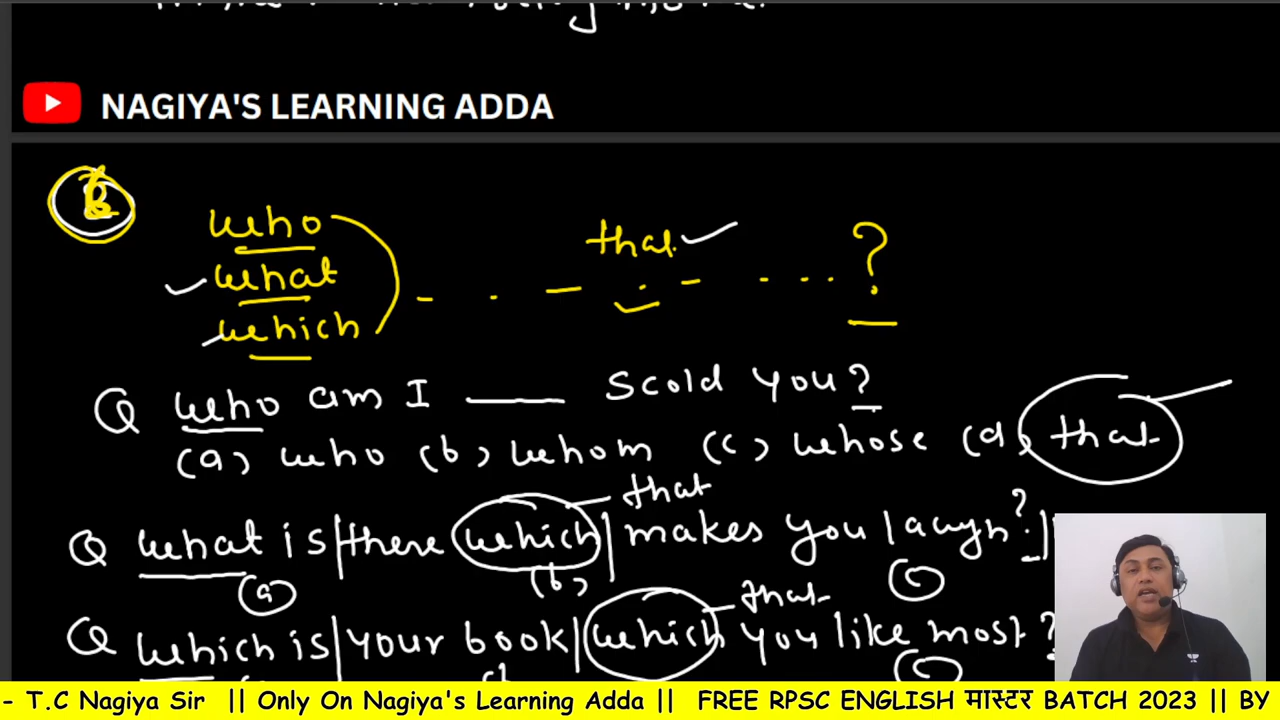 NAGIYA'S LEARNING ADDA
who
what
which
that
?
Q who am I ____ Scold you?
(a) who (b) whom (c) whose (d) that
that
Q what is | there which | makes you laugh? |
(a) (b) (c)
that
Q which is | your book | which you like most?
- T.C Nagiya Sir || Only On Nagiya's Learning Adda || FREE RPSC ENGLISH मास्टर BATCH 2023 || BY